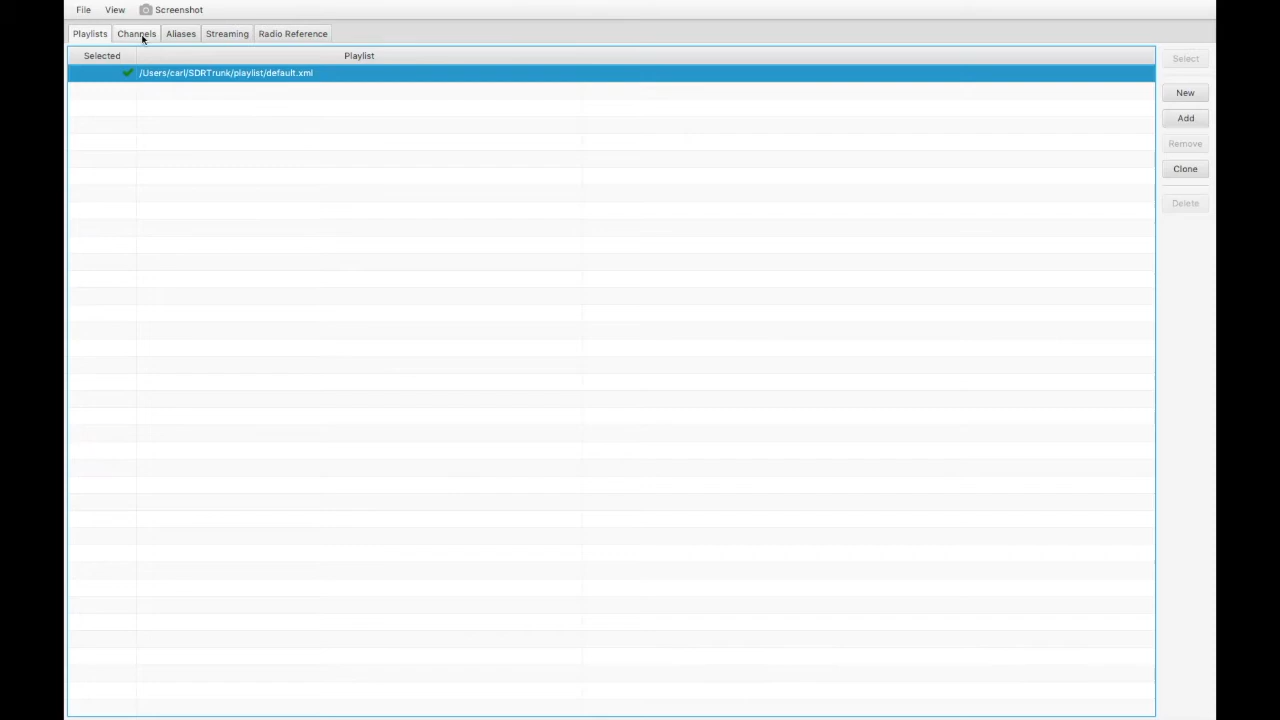 File View Screenshot
Playlists Channels Aliases Streaming Radio Reference
Selected Playlist
/Users/carl/SDRTrunk/playlist/default.xml
Select
New
Add
Remove
Clone
Delete